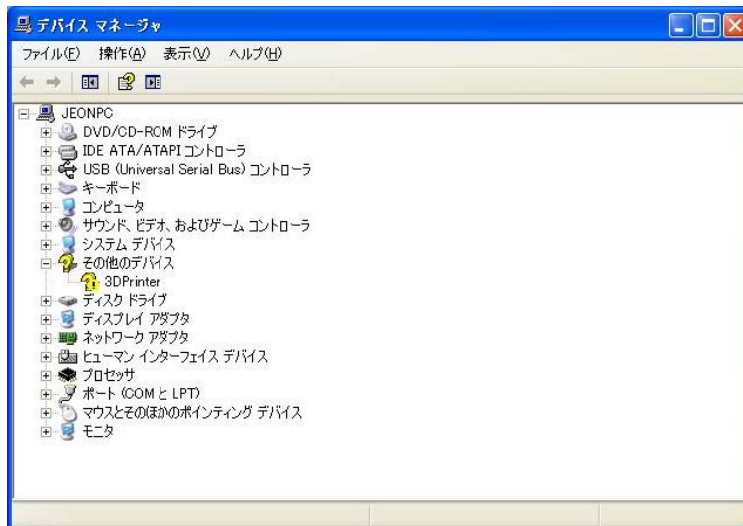 デバイス マネージャ
ファイル(F) 操作(A) 表示(V) ヘルプ(H)
JEONPC
DVD/CD-ROM ドライブ
IDE ATA/ATAPI コントローラ
USB (Universal Serial Bus) コントローラ
キーボード
コンピュータ
サウンド、ビデオ、およびゲーム コントローラ
システム デバイス
その他のデバイス
3DPrinter
ディスク ドライブ
ディスプレイ アダプタ
ネットワーク アダプタ
ヒューマン インターフェイス デバイス
プロセッサ
ポート (COM と LPT)
マウスとそのほかのポインティング デバイス
モニタ